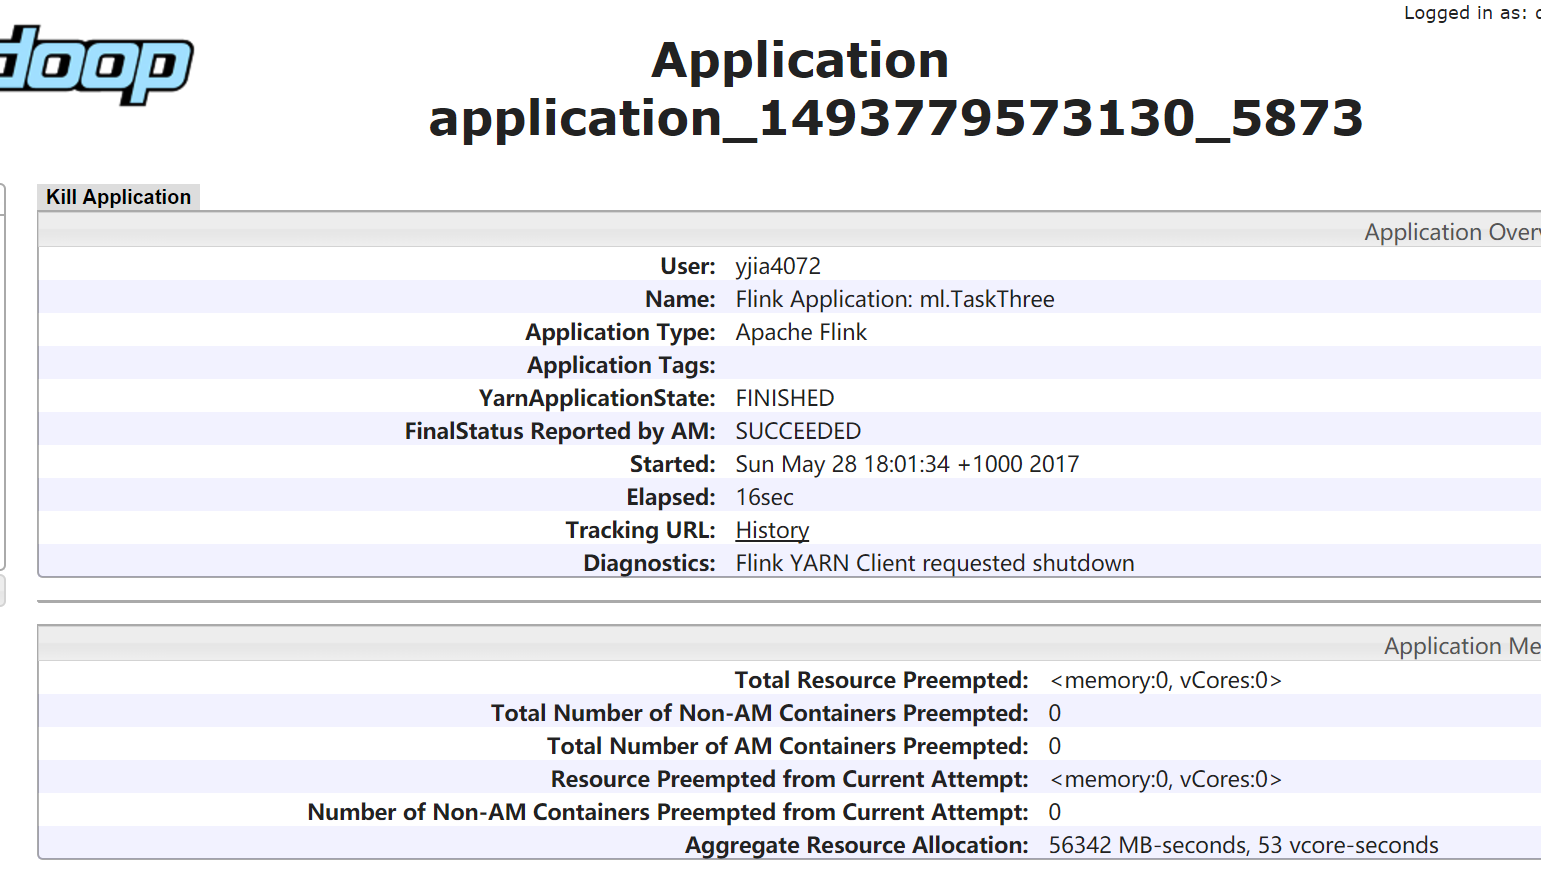 Logged in as:
doop
Application
application_1493779573130_5873
Kill Application
Application
User: yjia4072
Name: Flink Application: ml.TaskThree
Application Type: Apache Flink
Application Tags:
YarnApplicationState: FINISHED
FinalStatus Reported by AM: SUCCEEDED
Started: Sun May 28 18:01:34 +1000 2017
Elapsed: 16sec
Tracking URL: History
Diagnostics: Flink YARN Client requested shutdown
Application
Total Resource Preempted: <memory:0, vCores:0>
Total Number of Non-AM Containers Preempted: 0
Total Number of AM Containers Preempted: 0
Resource Preempted from Current Attempt: <memory:0, vCores:0>
Number of Non-AM Containers Preempted from Current Attempt: 0
Aggregate Resource Allocation: 56342 MB-seconds, 53 vcore-seconds